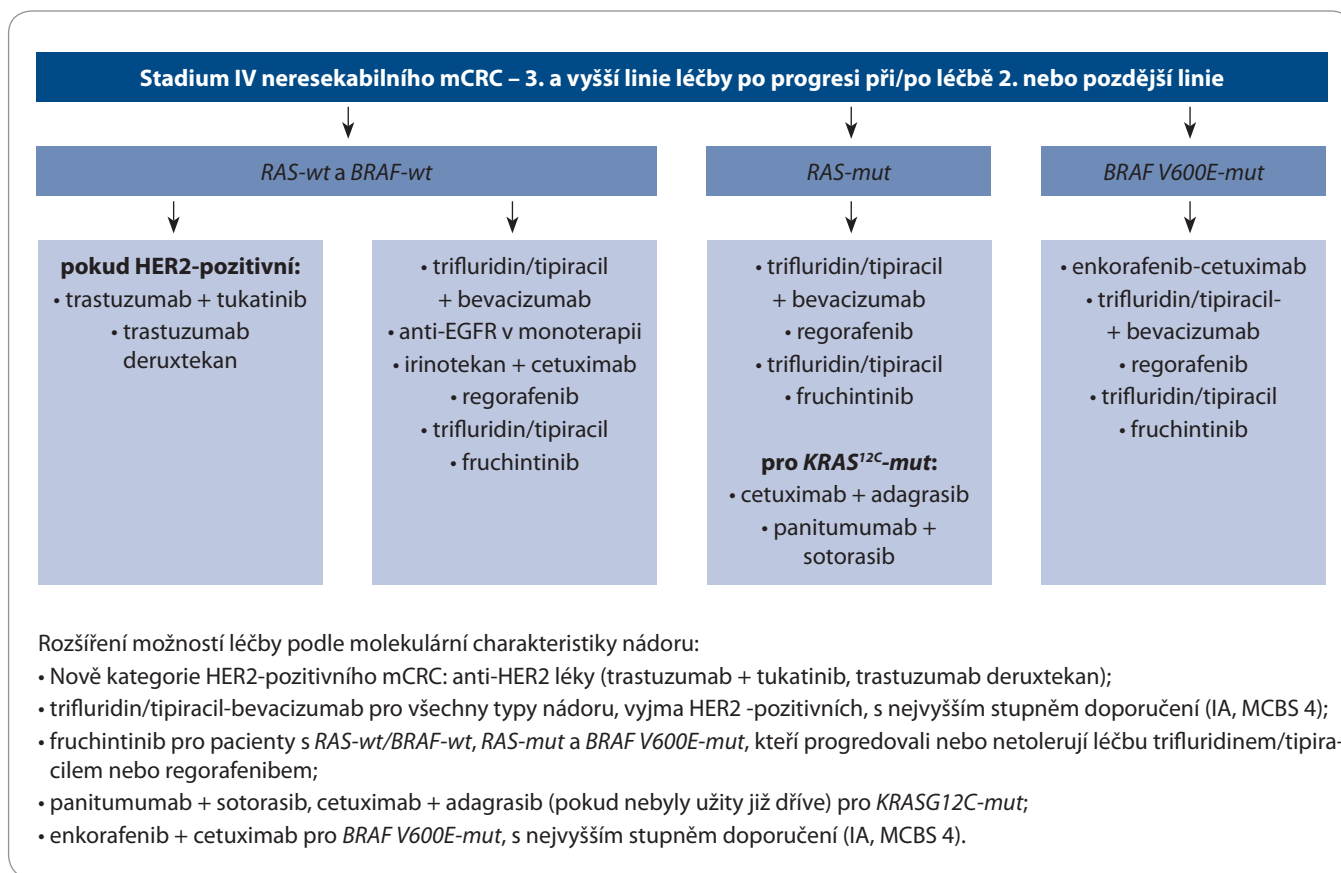 Stadium IV neresekabilního mCRC – 3. a vyšší linie léčby po progresi při/po léčbě 2. nebo pozdější linie
RAS-wt a BRAF-wt
RAS-mut
BRAF V600E-mut
pokud HER2-pozitivní:
• trastuzumab + tukatinib
• trastuzumab
deruxtekan
• trifluridin/tipiracil
+ bevacizumab
• anti-EGFR v monoterapii
• irinotekan + cetuximab
• regorafenib
• trifluridin/tipiracil
• fruchintinib
• trifluridin/tipiracil
+ bevacizumab
• regorafenib
• trifluridin/tipiracil
• fruchintinib
pro KRAS12C-mut:
• cetuximab + adagrasib
• panitumumab +
sotorasib
• enkorafenib-cetuximab
• trifluridin/tipiracil-
+ bevacizumab
• regorafenib
• trifluridin/tipiracil
• fruchintinib
Rozšíření možností léčby podle molekulární charakteristiky nádoru:
• Nově kategorie HER2-pozitivního mCRC: anti-HER2 léky (trastuzumab + tukatinib, trastuzumab deruxtekan);
• trifluridin/tipiracil-bevacizumab pro všechny typy nádoru, vyjma HER2 -pozitivních, s nejvyšším stupněm doporučení (IA, MCBS 4);
• fruchintinib pro pacienty s RAS-wt/BRAF-wt, RAS-mut a BRAF V600E-mut, kteří progredovali nebo netolerují léčbu trifluridinem/tipira-
cilem nebo regorafenibem;
• panitumumab + sotorasib, cetuximab + adagrasib (pokud nebyly užity již dříve) pro KRASG12C-mut;
• enkorafenib + cetuximab pro BRAF V600E-mut, s nejvyšším stupněm doporučení (IA, MCBS 4).